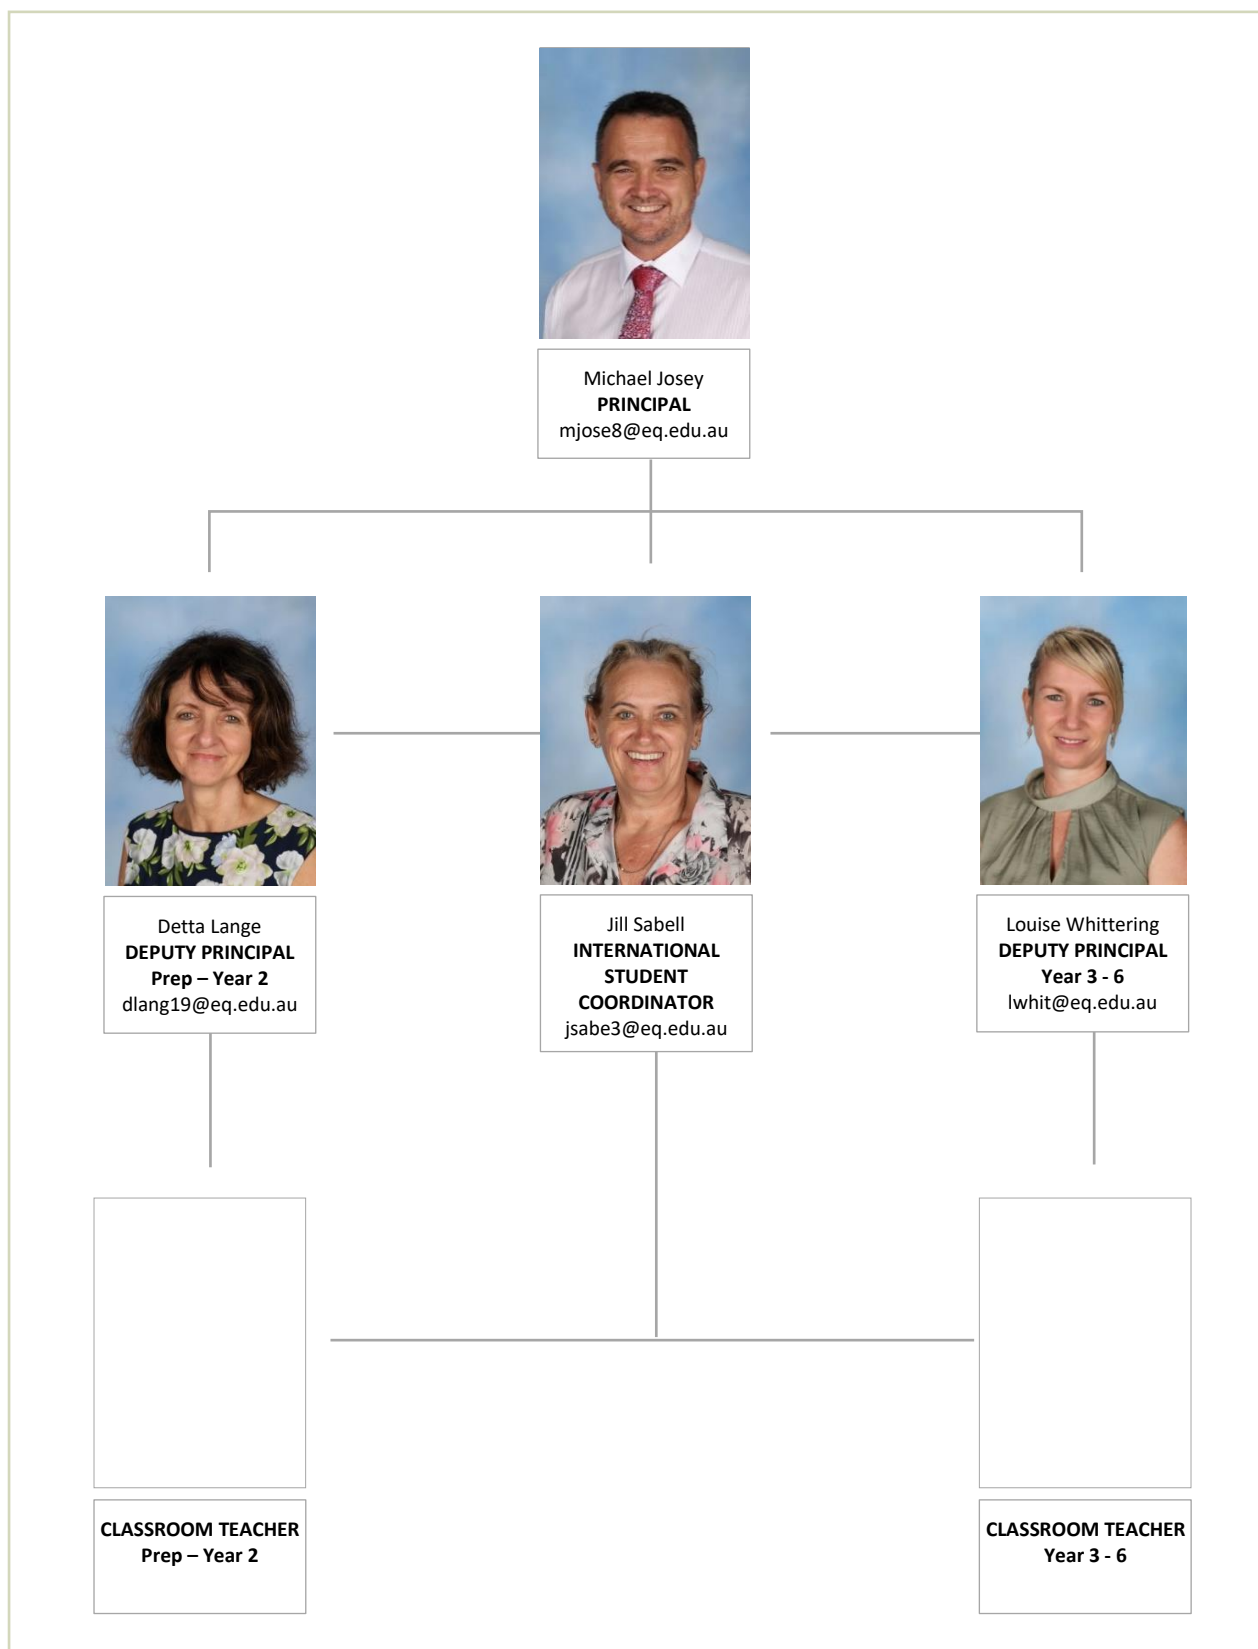 Michael Josey
PRINCIPAL
mjose8@eq.edu.au
Detta Lange
DEPUTY PRINCIPAL
Prep – Year 2
dlang19@eq.edu.au
Jill Sabell
INTERNATIONAL
STUDENT
COORDINATOR
jsabe3@eq.edu.au
Louise Whittering
DEPUTY PRINCIPAL
Year 3 - 6
lwhit@eq.edu.au
CLASSROOM TEACHER
Prep – Year 2
CLASSROOM TEACHER
Year 3 - 6